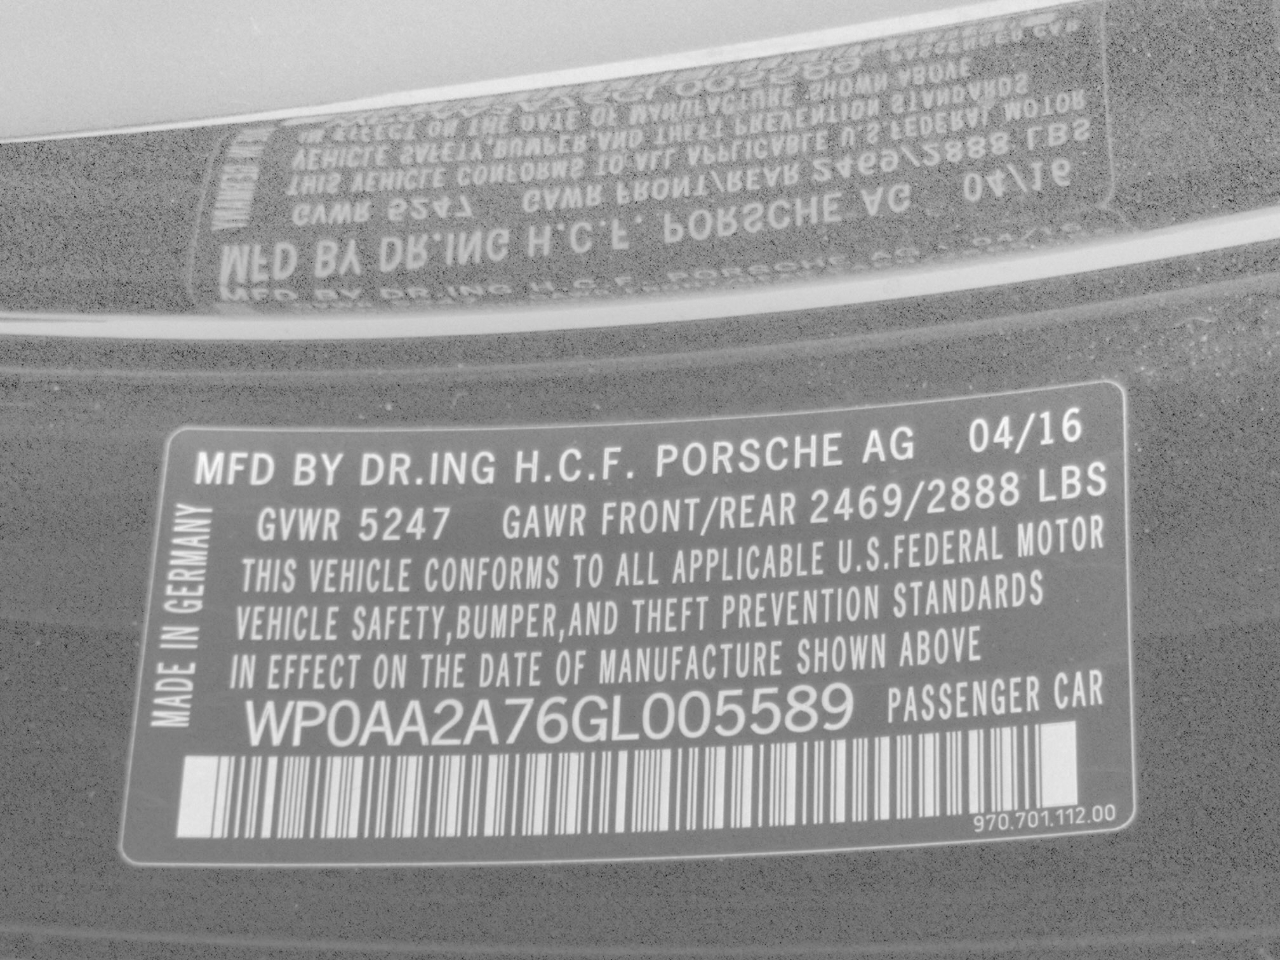 MFD BY DR.ING H.C.F. PORSCHE AG 04/16
GVWR 5247 GAWR FRONT/REAR 2469/2888 LBS
THIS VEHICLE CONFORMS TO ALL APPLICABLE U.S.FEDERAL MOTOR
VEHICLE SAFETY,BUMPER,AND THEFT PREVENTION STANDARDS
IN EFFECT ON THE DATE OF MANUFACTURE SHOWN ABOVE
WP0AA2A76GL005589 PASSENGER CAR
970.701.112.00
MADE IN GERMANY